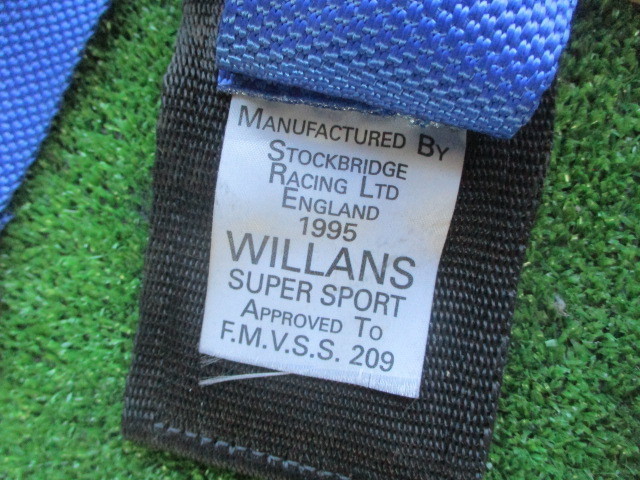 Manufactured By
Stockbridge
Racing Ltd
England
1995
WILLANS
SUPER SPORT
Approved To
F.M.V.S.S. 209